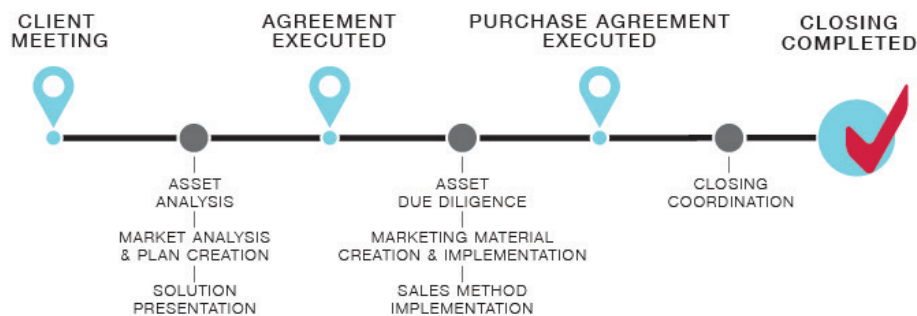 CLIENT
MEETING
AGREEMENT
EXECUTED
PURCHASE AGREEMENT
EXECUTED
CLOSING
COMPLETED
ASSET
ANALYSIS
MARKET ANALYSIS
& PLAN CREATION
SOLUTION
PRESENTATION
ASSET
DUE DILIGENCE
MARKETING MATERIAL
CREATION & IMPLEMENTATION
SALES METHOD
IMPLEMENTATION
CLOSING
COORDINATION